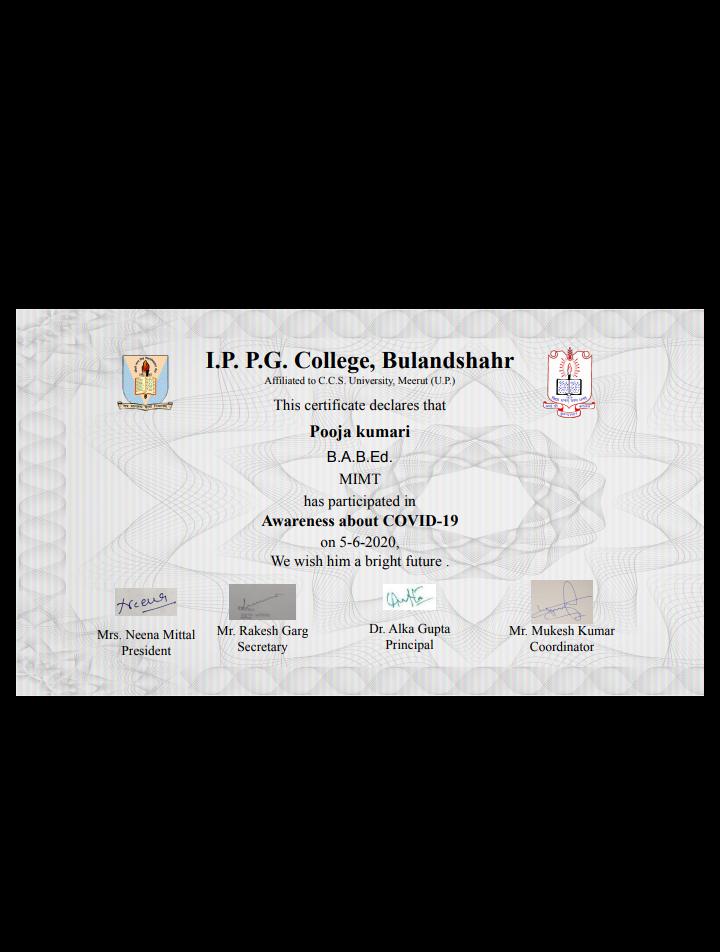 I.P. P.G. College, Bulandshahr
Affiliated to C.C.S. University, Meerut (U.P.)
This certificate declares that
Pooja kumari
B.A.B.Ed.
MIMT
has participated in
Awareness about COVID-19
on 5-6-2020,
We wish him a bright future .
Mrs. Neena Mittal
President
Mr. Rakesh Garg
Secretary
Dr. Alka Gupta
Principal
Mr. Mukesh Kumar
Coordinator